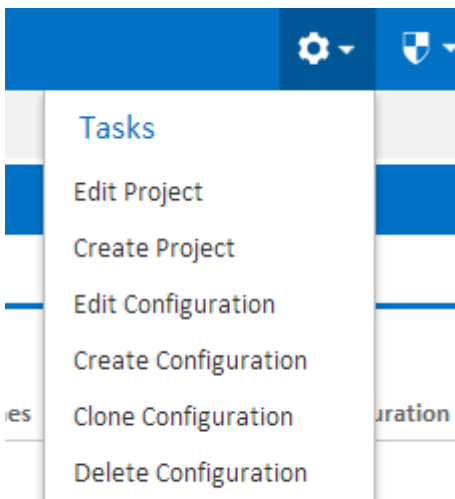 Tasks
Edit Project
Create Project
Edit Configuration
Create Configuration
Clone Configuration
Delete Configuration